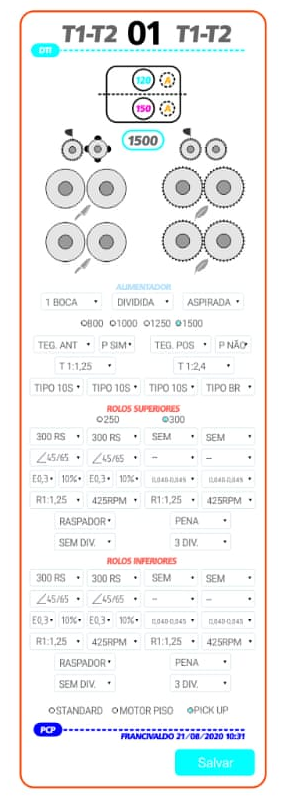 T1-T2 01 T1-T2
DTI
120 A
150 A
1500
ALIMENTADOR
1 BOCA DIVIDIDA ASPIRADA
800 1000 1250 1500
TEG. ANT P SIM TEG. POS P NÃO
T 1:1,25 T 1:2,4
TIPO 10S TIPO 10S TIPO 10S TIPO BR
ROLOS SUPERIORES
250 300
300 RS 300 RS SEM SEM
45/65 45/65 -- --
E0,3 10% E0,3 10% 0,040-0,045 0,040-0,045
R1:1,25 425RPM R1:1,25 425RPM
RASPADOR PENA
SEM DIV. 3 DIV.
ROLOS INFERIORES
300 RS 300 RS SEM SEM
45/65 45/65 -- --
E0,3 10% E0,3 10% 0,040-0,045 0,040-0,045
R1:1,25 425RPM R1:1,25 425RPM
RASPADOR PENA
SEM DIV. 3 DIV.
STANDARD MOTOR PISO PICK UP
PCP
FRANCIVALDO 21/08/2020 10:31
Salvar